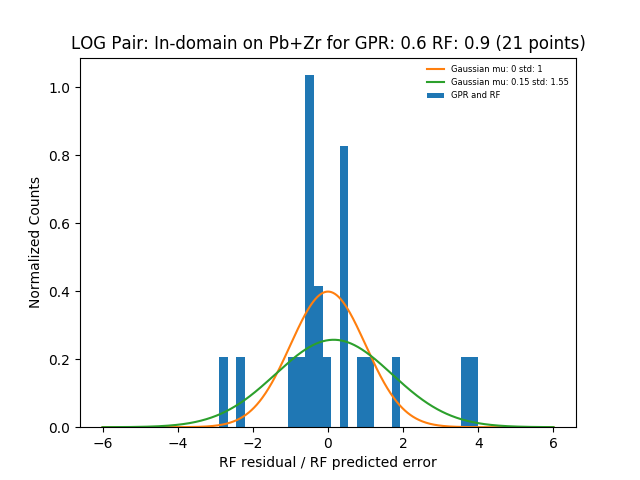 LOG Pair: In-domain on Pb+Zr for GPR: 0.6 RF: 0.9 (21 points)
Gaussian mu: 0 std: 1
Gaussian mu: 0.15 std: 1.55
GPR and RF
1.0
0.8
0.6
0.4
0.2
0.0
Normalized Counts
−6 −4 −2 0 2 4 6
RF residual / RF predicted error